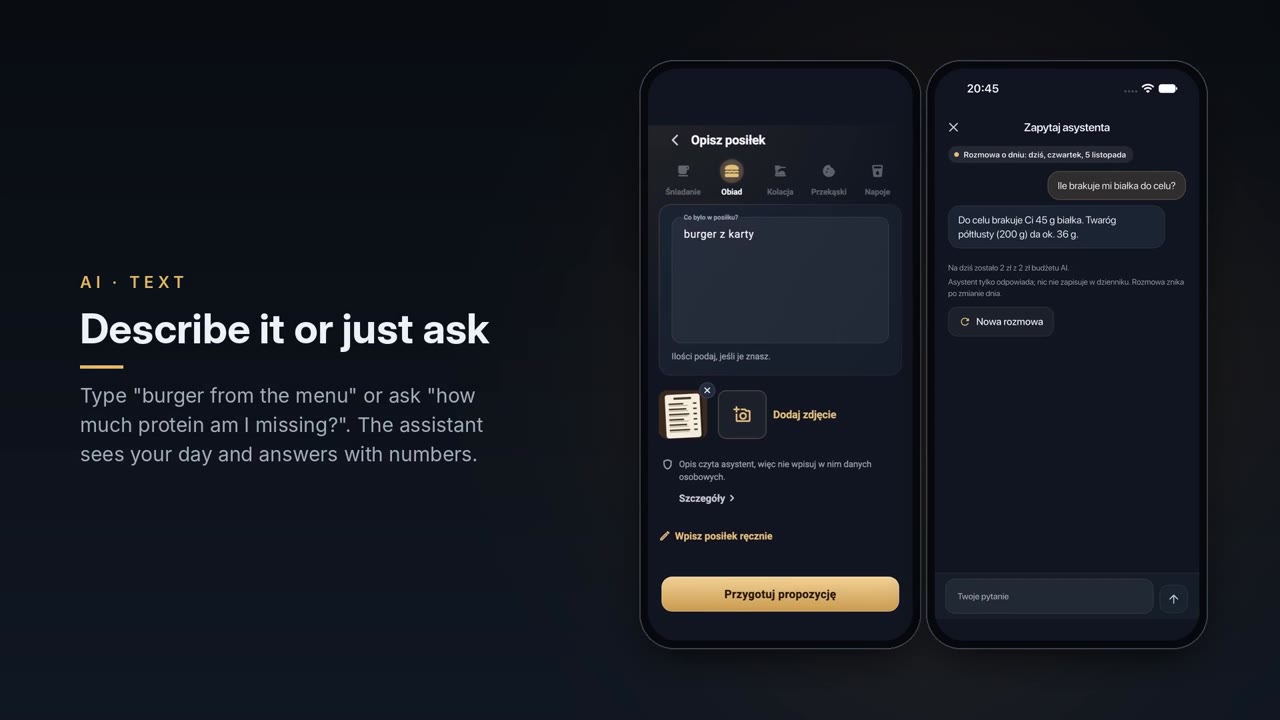 AI · TEXT
Describe it or just ask
Type "burger from the menu" or ask "how
much protein am I missing?". The assistant
sees your day and answers with numbers.
Opisz posiłek
Śniadanie
Obiad
Kolacja
Przekąski
Napoje
Co było w posiłku?
burger z karty
Ilości podaj, jeśli je znasz.
Dodaj zdjęcie
Opis czyta asystent, więc nie wpisuj w nim danych
osobowych.
Szczegóły
Wpisz posiłek ręcznie
Przygotuj propozycję
20:45
Zapytaj asystenta
Rozmowa o dniu: dziś, czwartek, 5 listopada
Ile brakuje mi białka do celu?
Do celu brakuje Ci 45 g białka. Twaróg
półtłusty (200 g) da ok. 36 g.
Na dziś zostało 2 zł z 2 zł budżetu AI.
Asystent tylko odpowiada; nic nie zapisuje w dzienniku. Rozmowa znika
po zmianie dnia.
Nowa rozmowa
Twoje pytanie